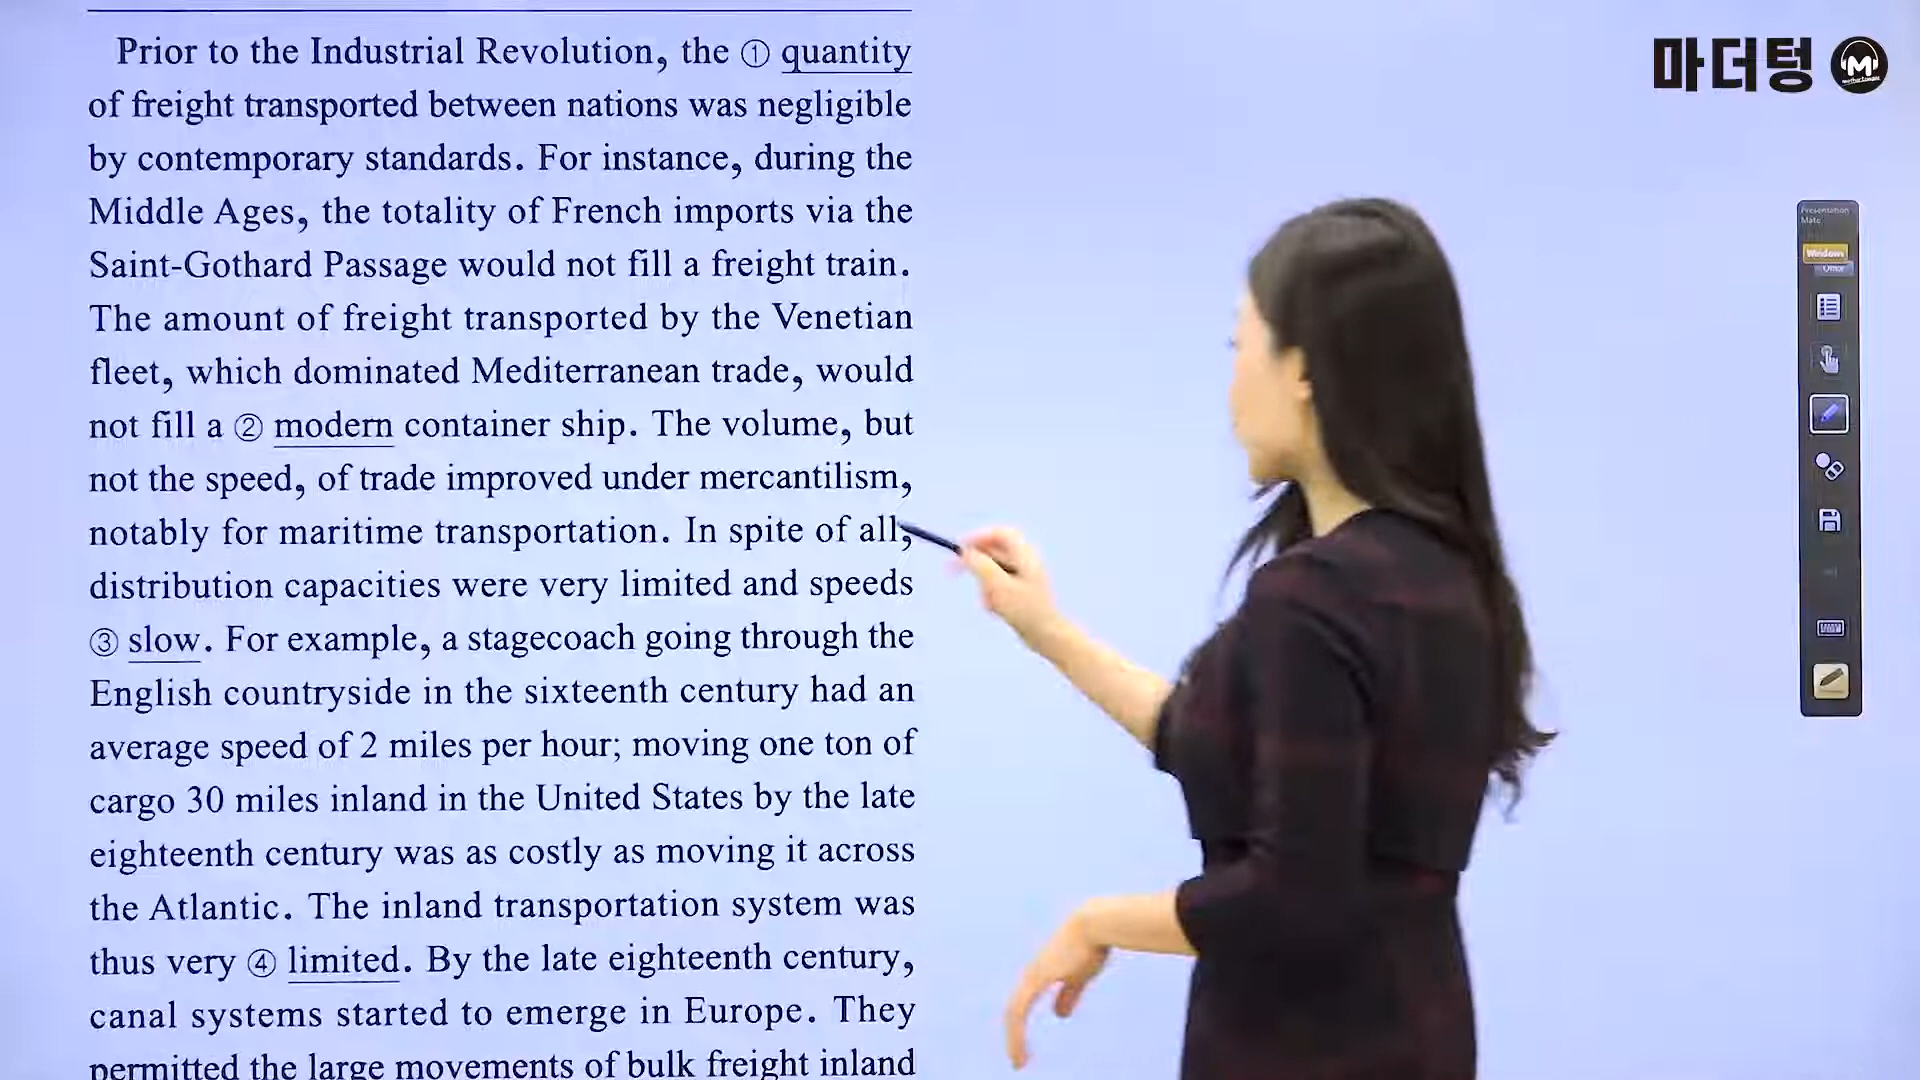 Prior to the Industrial Revolution, the ① quantity
of freight transported between nations was negligible
by contemporary standards. For instance, during the
Middle Ages, the totality of French imports via the
Saint-Gothard Passage would not fill a freight train.
The amount of freight transported by the Venetian
fleet, which dominated Mediterranean trade, would
not fill a ② modern container ship. The volume, but
not the speed, of trade improved under mercantilism,
notably for maritime transportation. In spite of all,
distribution capacities were very limited and speeds
③ slow. For example, a stagecoach going through the
English countryside in the sixteenth century had an
average speed of 2 miles per hour; moving one ton of
cargo 30 miles inland in the United States by the late
eighteenth century was as costly as moving it across
the Atlantic. The inland transportation system was
thus very ④ limited. By the late eighteenth century,
canal systems started to emerge in Europe. They
permitted the large movements of bulk freight inland
마더텅
M
Presentation
Mate
Windows
Office